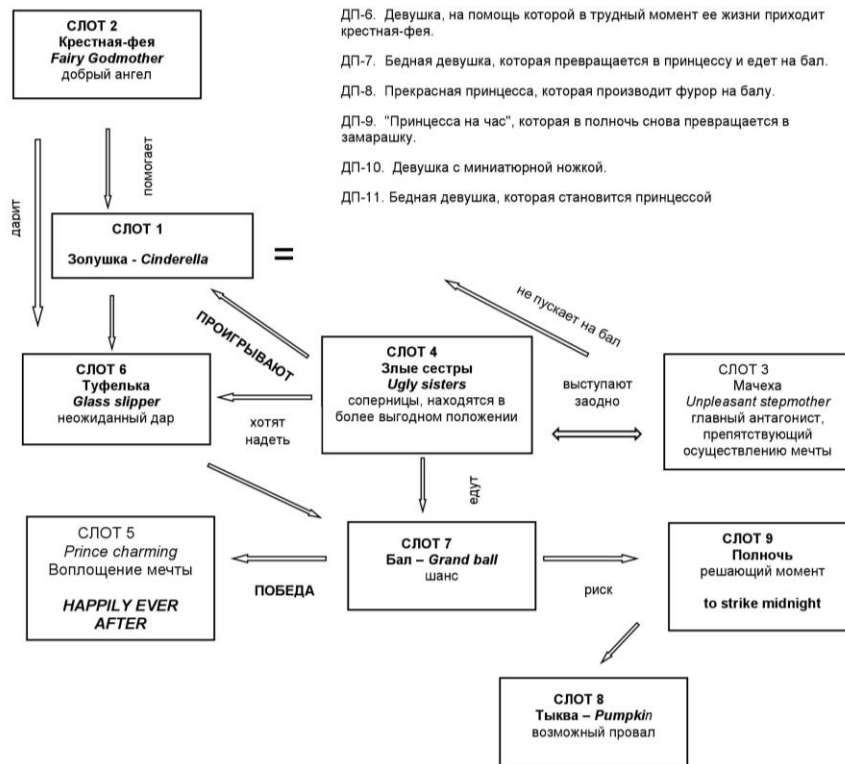 СЛОТ 2
Крестная-фея
Fairy Godmother
добрый ангел
ДП-6. Девушка, на помощь которой в трудный момент ее жизни приходит
крестная-фея.
ДП-7. Бедная девушка, которая превращается в принцессу и едет на бал.
ДП-8. Прекрасная принцесса, которая производит фурор на балу.
ДП-9. "Принцесса на час", которая в полночь снова превращается в
замарашку.
ДП-10. Девушка с миниатюрной ножкой.
ДП-11. Бедная девушка, которая становится принцессой
дарит
помогает
СЛОТ 1
Золушка - Cinderella
=
ПРОИГРЫВАЮТ
не пускает на бал
СЛОТ 6
Туфелька
Glass slipper
неожиданный дар
хотят
надеть
СЛОТ 4
Злые сестры
Ugly sisters
соперницы, находятся в
более выгодном положении
выступают
заодно
СЛОТ 3
Мачеха
Unpleasant stepmother
главный антагонист,
препятствующий
осуществлению мечты
едут
СЛОТ 5
Prince charming
Воплощение мечты
HAPPILY EVER
AFTER
ПОБЕДА
СЛОТ 7
Бал – Grand ball
шанс
риск
СЛОТ 9
Полночь
решающий момент
to strike midnight
СЛОТ 8
Тыква – Pumpkin
возможный провал